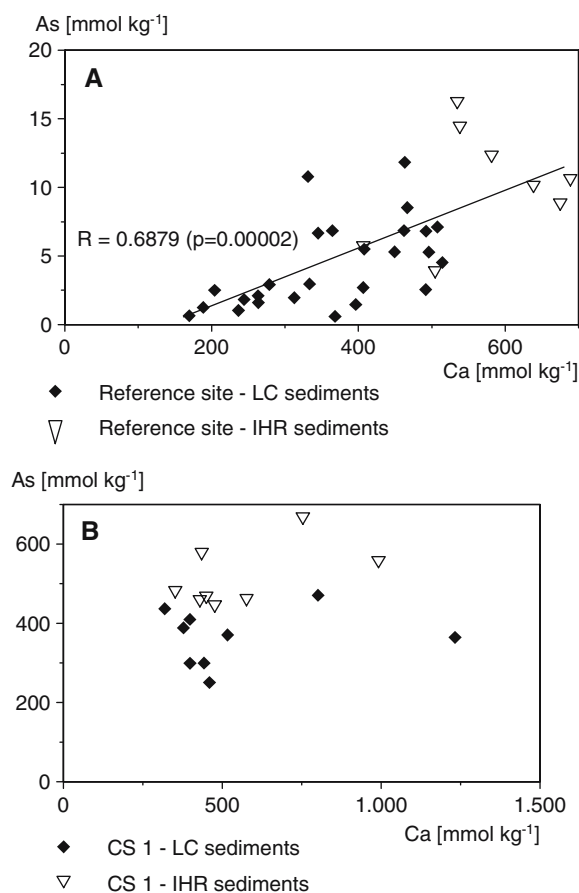 As [mmol kg-1]
20
A
15
10
R = 0.6879 (p=0.00002)
5
0
0 200 400 600
Ca [mmol kg-1]
Reference site - LC sediments
Reference site - IHR sediments
As [mmol kg-1]
B
600
400
200
0
0 500 1.000 1.500
Ca [mmol kg-1]
CS 1 - LC sediments
CS 1 - IHR sediments